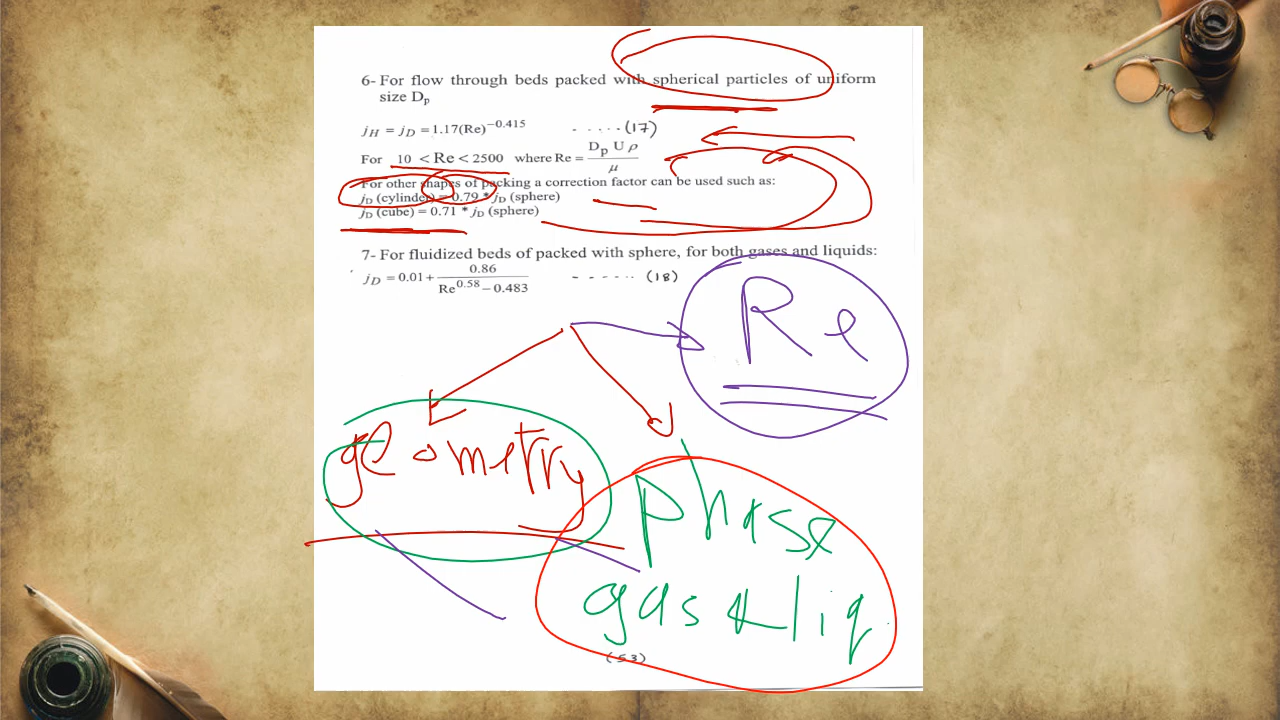 6- For flow through beds packed with spherical particles of uniform
size Dp
jH = jD = 1.17(Re)^−0.415 - - - - - (17)
For 10 < Re < 2500 where Re = Dp U ρ / μ
For other shapes of packing a correction factor can be used such as:
jD (cylinder) = 0.79 * jD (sphere)
jD (cube) = 0.71 * jD (sphere)
7- For fluidized beds of packed with sphere, for both gases and liquids:
jD = 0.01 + 0.86 / Re^0.58 − 0.483 - - - - - - (18)
Re
geometry
phase
gas & liq
(53)